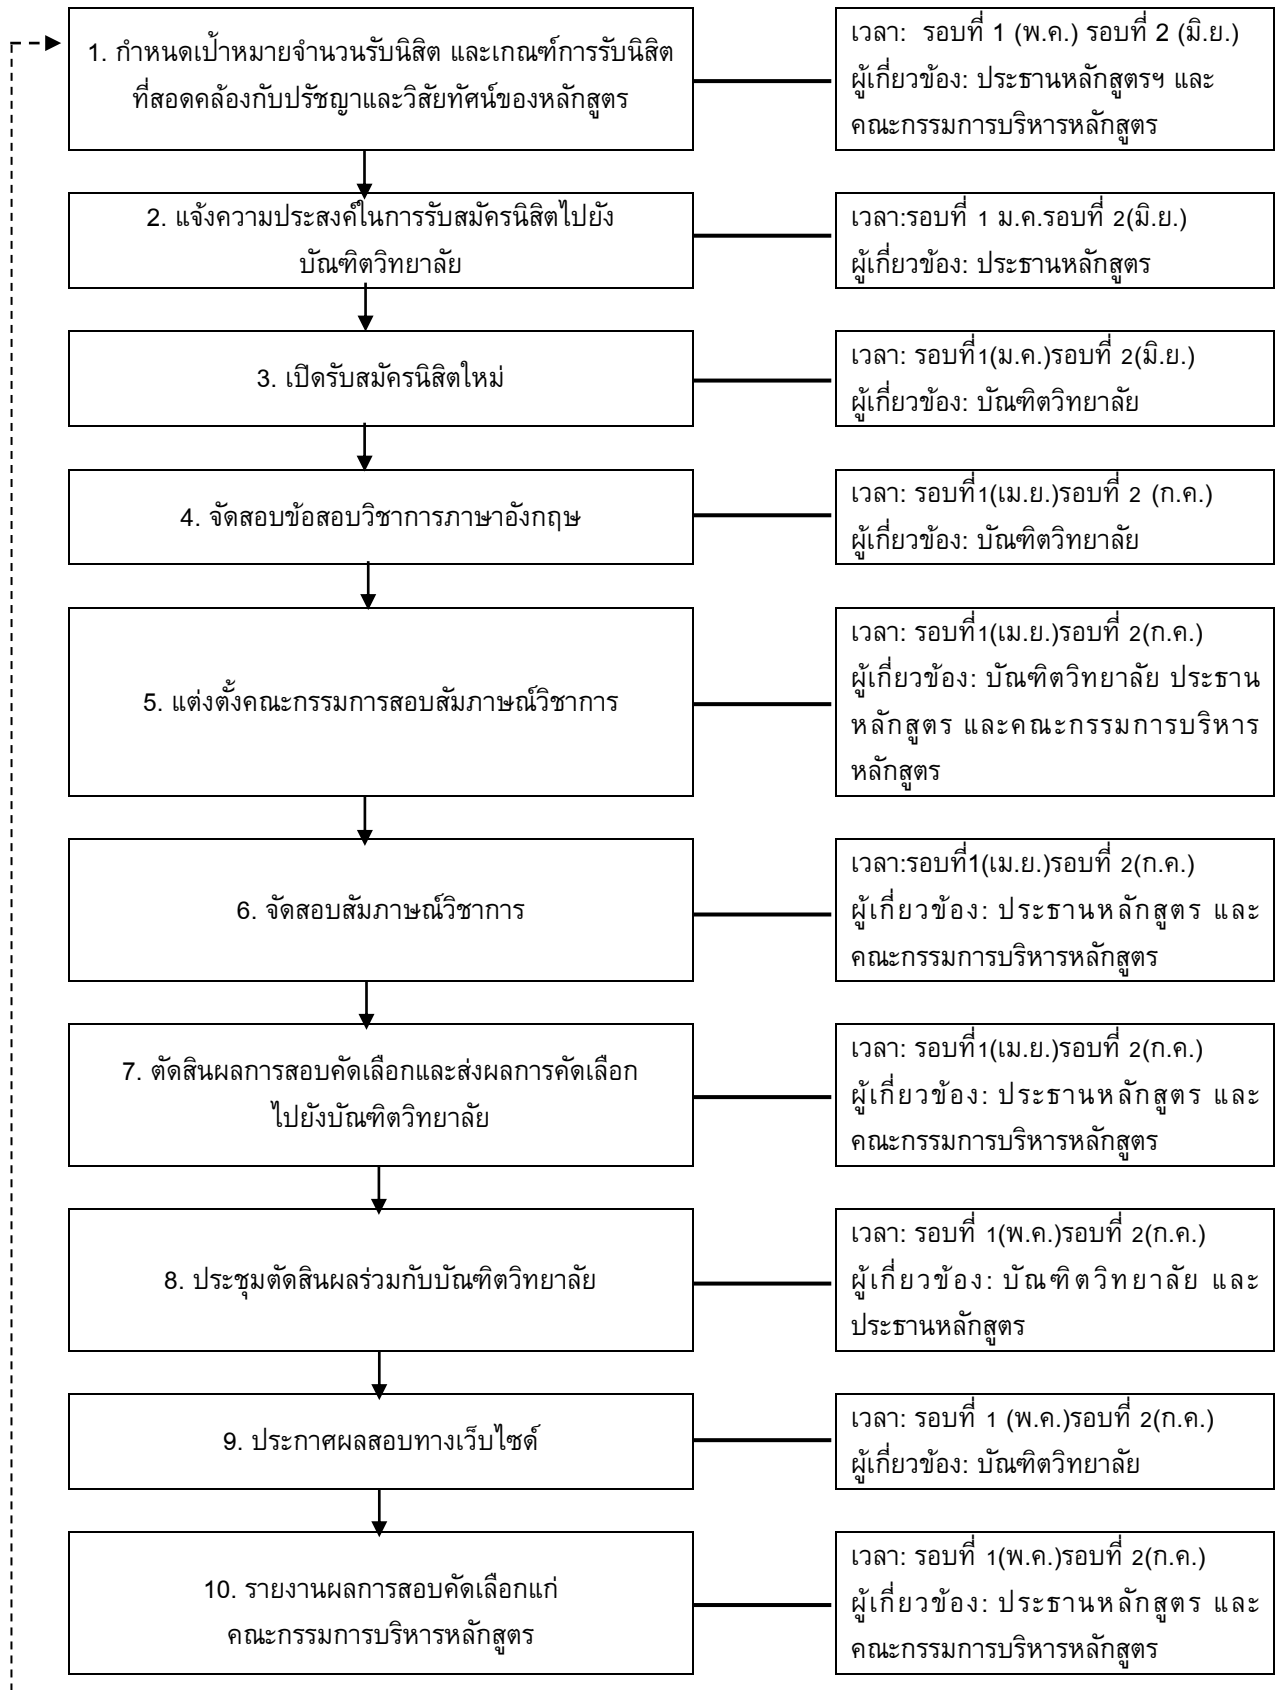 1. กำหนดเป้าหมายจำนวนรับนิสิต และเกณฑ์การรับนิสิต
ที่สอดคล้องกับปรัชญาและวิสัยทัศน์ของหลักสูตร
เวลา: รอบที่ 1 (พ.ค.) รอบที่ 2 (มิ.ย.)
ผู้เกี่ยวข้อง: ประธานหลักสูตรฯ และ
คณะกรรมการบริหารหลักสูตร
2. แจ้งความประสงค์ในการรับสมัครนิสิตไปยัง
บัณฑิตวิทยาลัย
เวลา:รอบที่ 1 ม.ค.รอบที่ 2(มิ.ย.)
ผู้เกี่ยวข้อง: ประธานหลักสูตร
3. เปิดรับสมัครนิสิตใหม่
เวลา: รอบที่1(ม.ค.)รอบที่ 2(มิ.ย.)
ผู้เกี่ยวข้อง: บัณฑิตวิทยาลัย
4. จัดสอบข้อสอบวิชาการภาษาอังกฤษ
เวลา: รอบที่1(เม.ย.)รอบที่ 2 (ก.ค.)
ผู้เกี่ยวข้อง: บัณฑิตวิทยาลัย
5. แต่งตั้งคณะกรรมการสอบสัมภาษณ์วิชาการ
เวลา: รอบที่1(เม.ย.)รอบที่ 2(ก.ค.)
ผู้เกี่ยวข้อง: บัณฑิตวิทยาลัย ประธาน
หลักสูตร และคณะกรรมการบริหาร
หลักสูตร
6. จัดสอบสัมภาษณ์วิชาการ
เวลา:รอบที่1(เม.ย.)รอบที่ 2(ก.ค.)
ผู้เกี่ยวข้อง: ประธานหลักสูตร และ
คณะกรรมการบริหารหลักสูตร
7. ตัดสินผลการสอบคัดเลือกและส่งผลการคัดเลือก
ไปยังบัณฑิตวิทยาลัย
เวลา: รอบที่1(เม.ย.)รอบที่ 2(ก.ค.)
ผู้เกี่ยวข้อง: ประธานหลักสูตร และ
คณะกรรมการบริหารหลักสูตร
8. ประชุมตัดสินผลร่วมกับบัณฑิตวิทยาลัย
เวลา: รอบที่ 1(พ.ค.)รอบที่ 2(ก.ค.)
ผู้เกี่ยวข้อง: บัณฑิตวิทยาลัย และ
ประธานหลักสูตร
9. ประกาศผลสอบทางเว็บไซด์
เวลา: รอบที่ 1 (พ.ค.)รอบที่ 2(ก.ค.)
ผู้เกี่ยวข้อง: บัณฑิตวิทยาลัย
10. รายงานผลการสอบคัดเลือกแก่
คณะกรรมการบริหารหลักสูตร
เวลา: รอบที่ 1(พ.ค.)รอบที่ 2(ก.ค.)
ผู้เกี่ยวข้อง: ประธานหลักสูตร และ
คณะกรรมการบริหารหลักสูตร